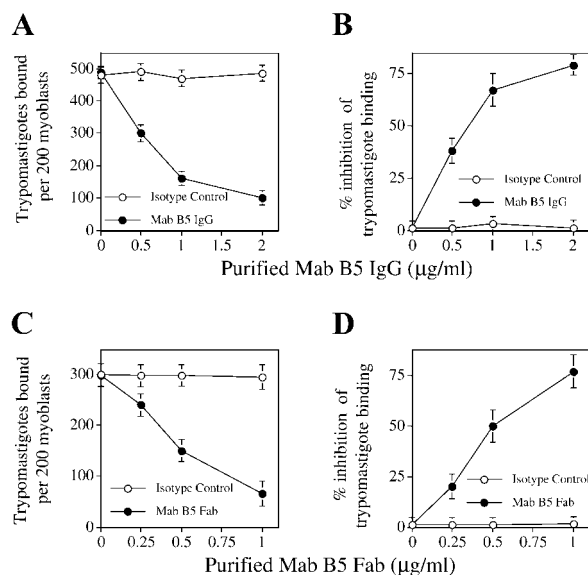 A
B
Trypomastigotes bound
per 200 myoblasts
500
400
300
200
100
0
Isotype Control
Mab B5 IgG
0 0.5 1 1.5 2
% inhibition of
trypomastigote binding
75
50
25
0
Isotype Control
Mab B5 IgG
0 0.5 1 1.5 2
Purified Mab B5 IgG (µg/ml)
C
D
Trypomastigotes bound
per 200 myoblasts
300
200
100
0
Isotype Control
Mab B5 Fab
0 0.25 0.5 0.75 1
% inhibition of
trypomastigote binding
75
50
25
0
Isotype Control
Mab B5 Fab
0 0.25 0.5 0.75 1
Purified Mab B5 Fab (µg/ml)